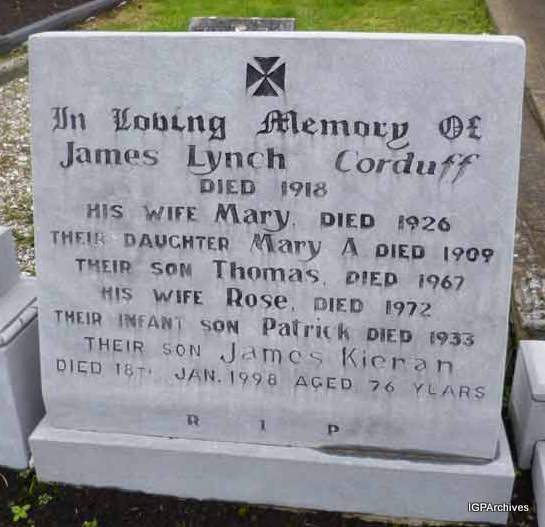 In Loving Memory Of
James Lynch Corduff
DIED 1918
HIS WIFE Mary, DIED 1926
THEIR DAUGHTER Mary A DIED 1909
THEIR SON Thomas, DIED 1967
HIS WIFE Rose, DIED 1972
THEIR INFANT SON Patrick DIED 1933
THEIR SON James Kieran
DIED 18TH JAN. 1998 AGED 76 YEARS
R I P
IGPArchives